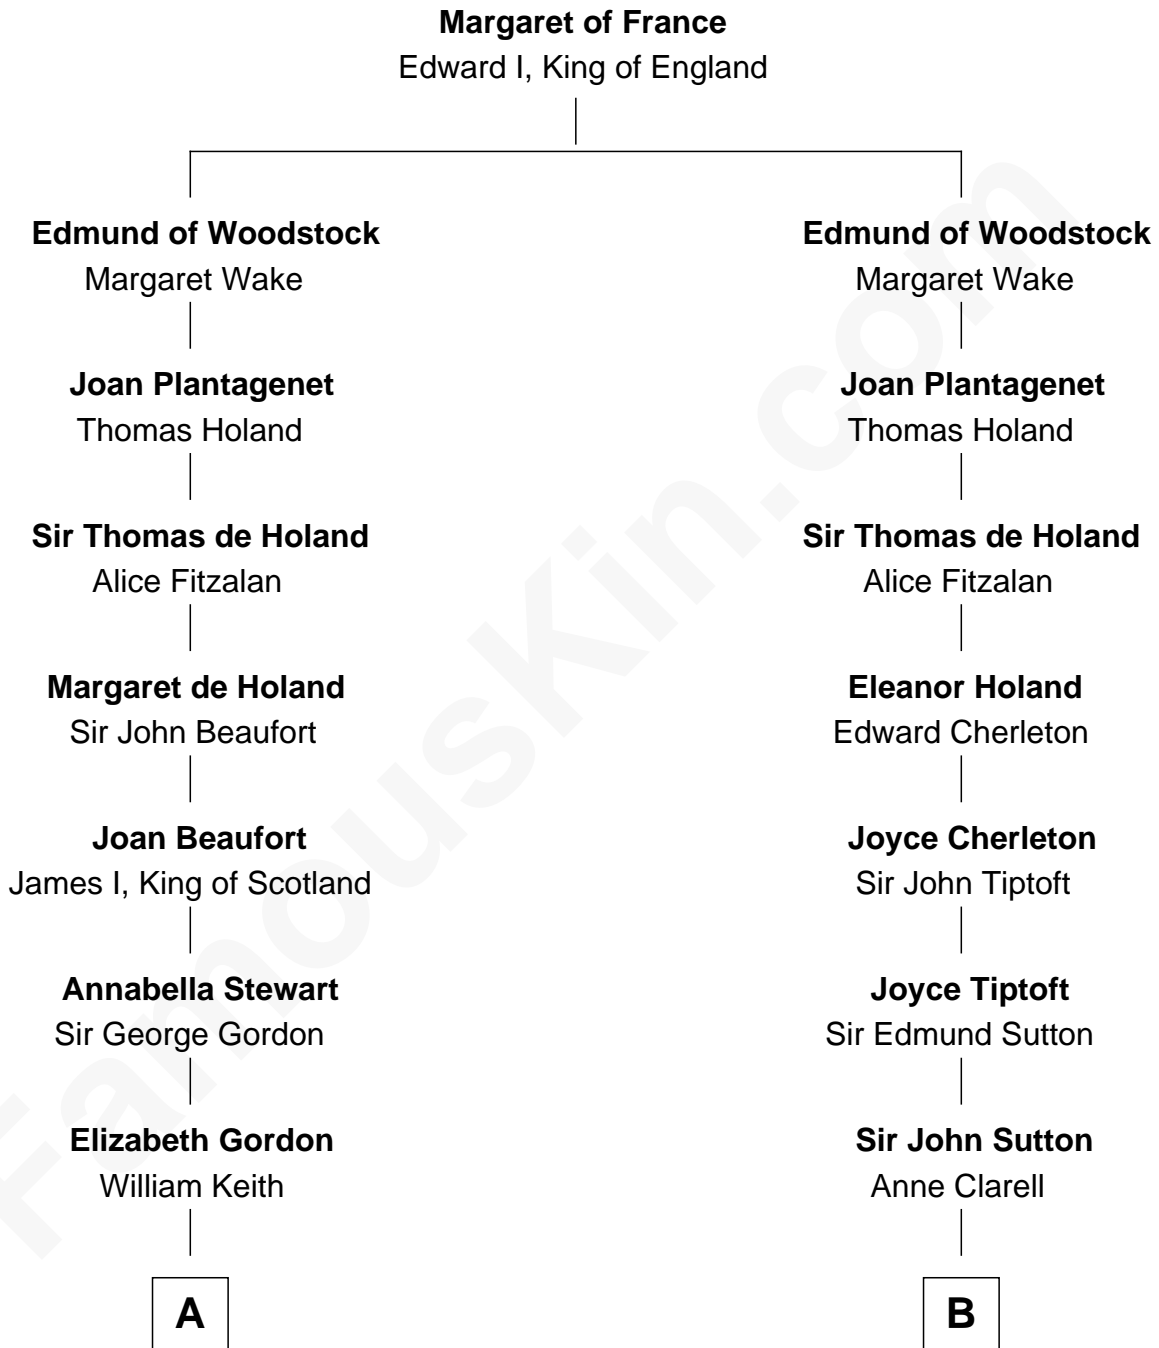 Margaret of France
Edward I, King of England
Edmund of Woodstock
Margaret Wake
Edmund of Woodstock
Margaret Wake
Joan Plantagenet
Thomas Holand
Joan Plantagenet
Thomas Holand
Sir Thomas de Holand
Alice Fitzalan
Sir Thomas de Holand
Alice Fitzalan
Margaret de Holand
Sir John Beaufort
Eleanor Holand
Edward Cherleton
Joan Beaufort
James I, King of Scotland
Joyce Cherleton
Sir John Tiptoft
Annabella Stewart
Sir George Gordon
Joyce Tiptoft
Sir Edmund Sutton
Elizabeth Gordon
William Keith
Sir John Sutton
Anne Clarell
A
B
FamousKin.com